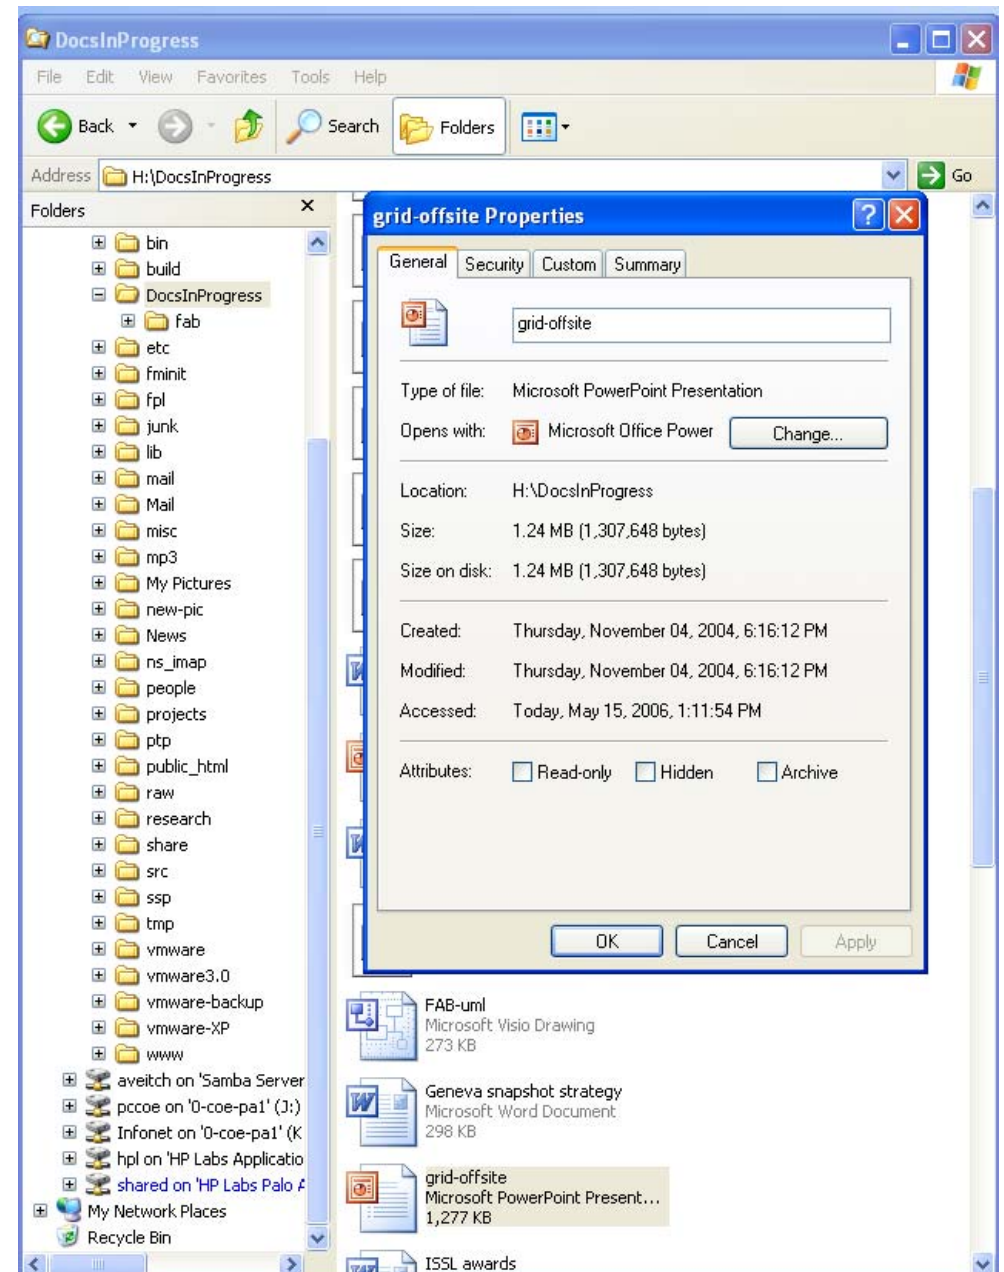 DocsInProgress
File Edit View Favorites Tools Help
Back Search Folders
Address H:\DocsInProgress Go
Folders
bin
build
DocsInProgress
fab
etc
fminit
fpl
junk
lib
mail
Mail
misc
mp3
My Pictures
new-pic
News
ns_imap
people
projects
ptp
public_html
raw
research
share
src
ssp
tmp
vmware
vmware3.0
vmware-backup
vmware-XP
www
aveitch on 'Samba Server
pccoe on '0-coe-pa1' (J:)
Infonet on '0-coe-pa1' (K
hpl on 'HP Labs Applicatio
shared on 'HP Labs Palo A
My Network Places
Recycle Bin
grid-offsite Properties
General Security Custom Summary
grid-offsite
Type of file: Microsoft PowerPoint Presentation
Opens with: Microsoft Office Power Change...
Location: H:\DocsInProgress
Size: 1.24 MB (1,307,648 bytes)
Size on disk: 1.24 MB (1,307,648 bytes)
Created: Thursday, November 04, 2004, 6:16:12 PM
Modified: Thursday, November 04, 2004, 6:16:12 PM
Accessed: Today, May 15, 2006, 1:11:54 PM
Attributes: Read-only Hidden Archive
OK Cancel Apply
FAB-uml
Microsoft Visio Drawing
273 KB
Geneva snapshot strategy
Microsoft Word Document
298 KB
grid-offsite
Microsoft PowerPoint Present...
1,277 KB
ISSL awards